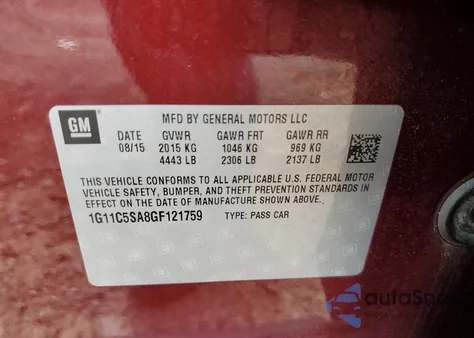 GM
MFD BY GENERAL MOTORS LLC
DATE GVWR GAWR FRT GAWR RR
08/15 2015 KG 1046 KG 969 KG
4443 LB 2306 LB 2137 LB
THIS VEHICLE CONFORMS TO ALL APPLICABLE U.S. FEDERAL MOTOR
VEHICLE SAFETY, BUMPER, AND THEFT PREVENTION STANDARDS
IN EFFECT ON THE DATE OF MANUFACTURE SHOWN ABOVE.
1G11C5SA8GF121759 TYPE: PASS CAR